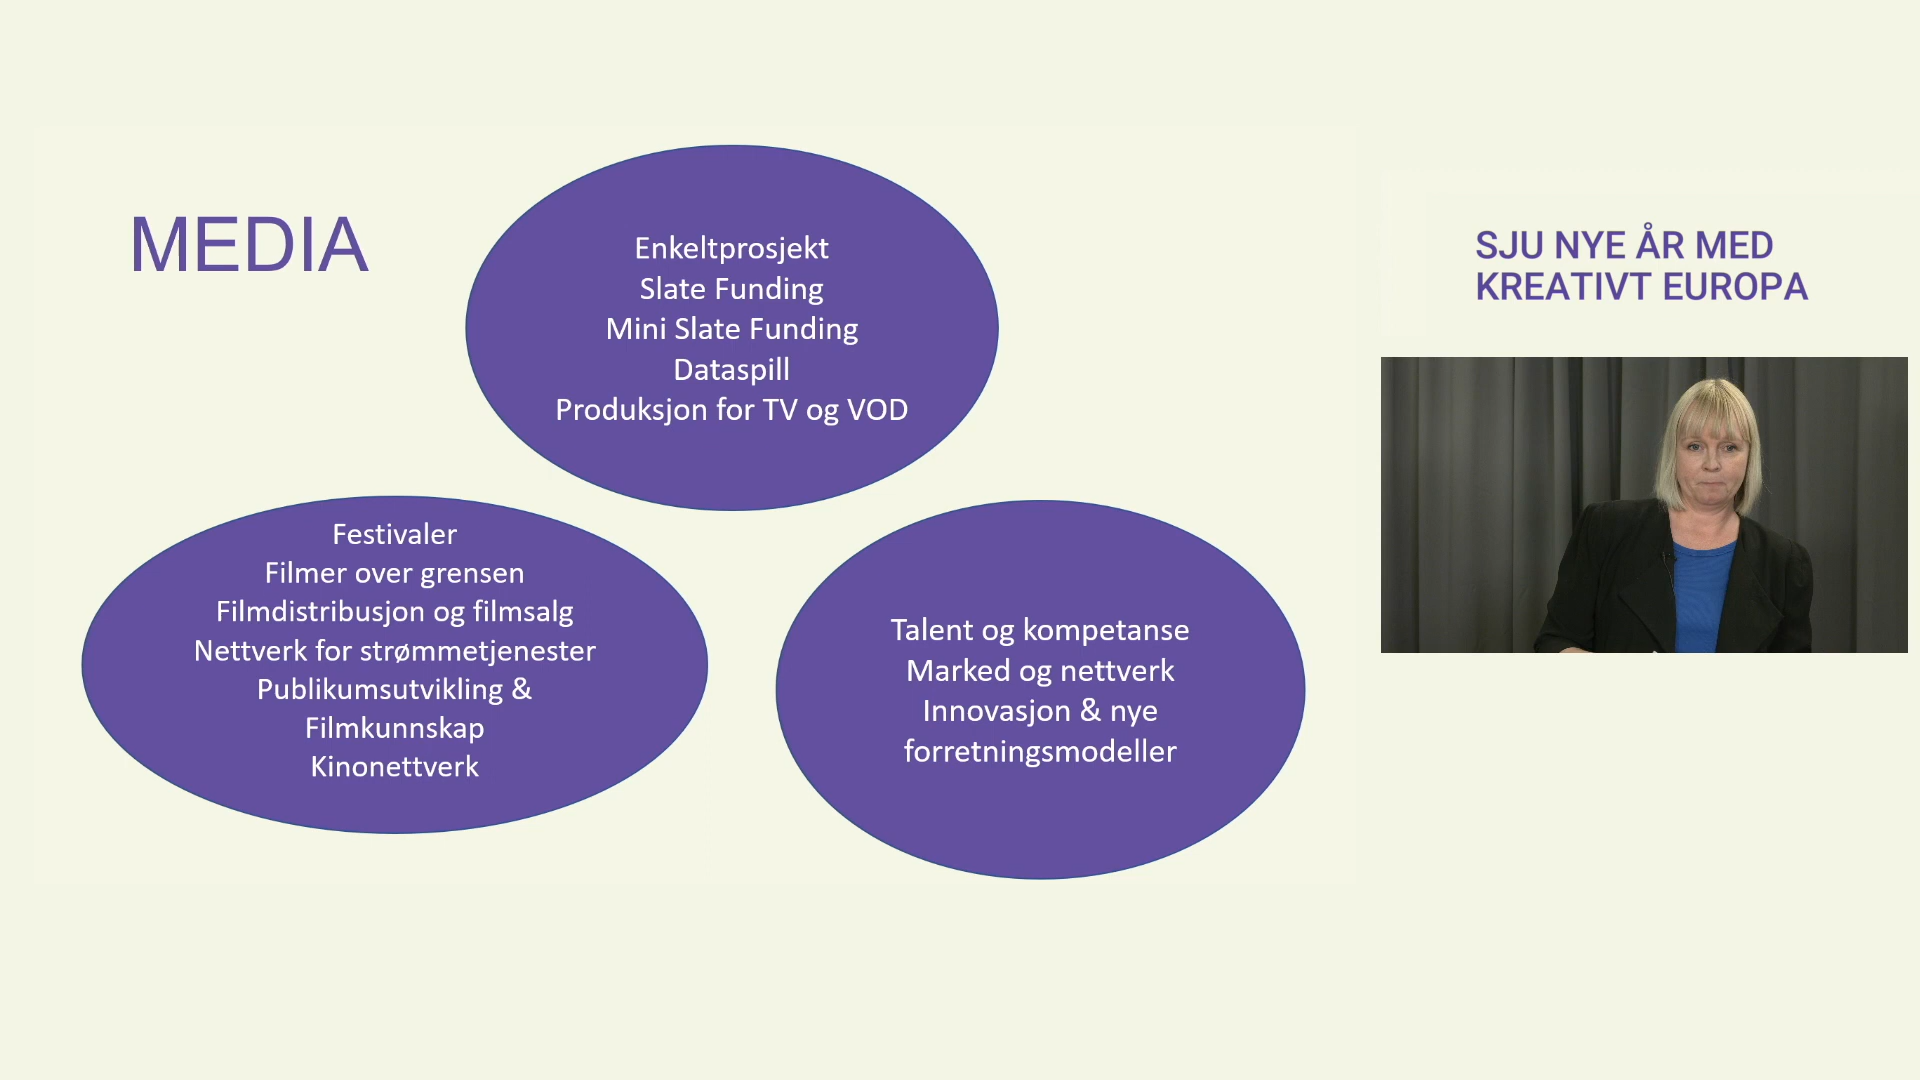 MEDIA
Enkeltprosjekt
Slate Funding
Mini Slate Funding
Dataspill
Produksjon for TV og VOD
Festivaler
Filmer over grensen
Filmdistribusjon og filmsalg
Nettverk for strømmetjenester
Publikumsutvikling &
Filmkunnskap
Kinonettverk
Talent og kompetanse
Marked og nettverk
Innovasjon & nye
forretningsmodeller
SJU NYE ÅR MED
KREATIVT EUROPA